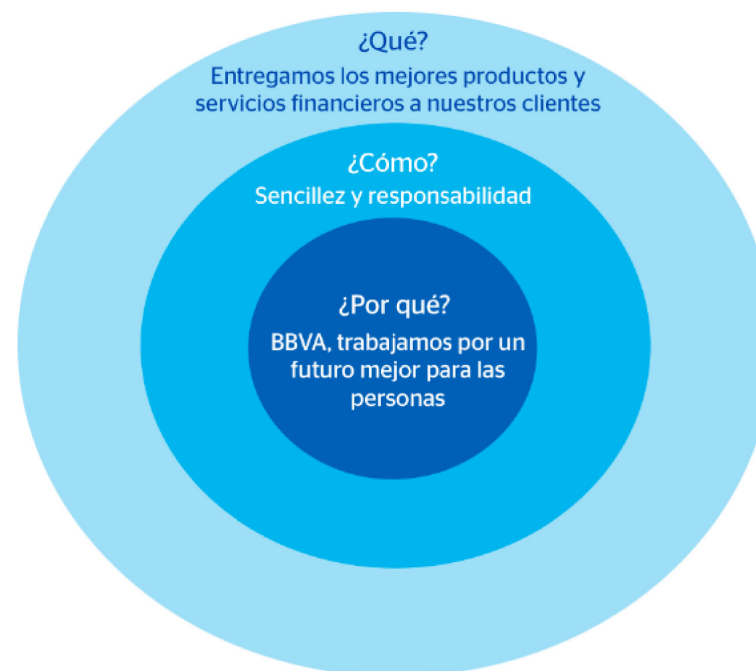 ¿Qué?
Entregamos los mejores productos y
servicios financieros a nuestros clientes
¿Cómo?
Sencillez y responsabilidad
¿Por qué?
BBVA, trabajamos por un
futuro mejor para las
personas